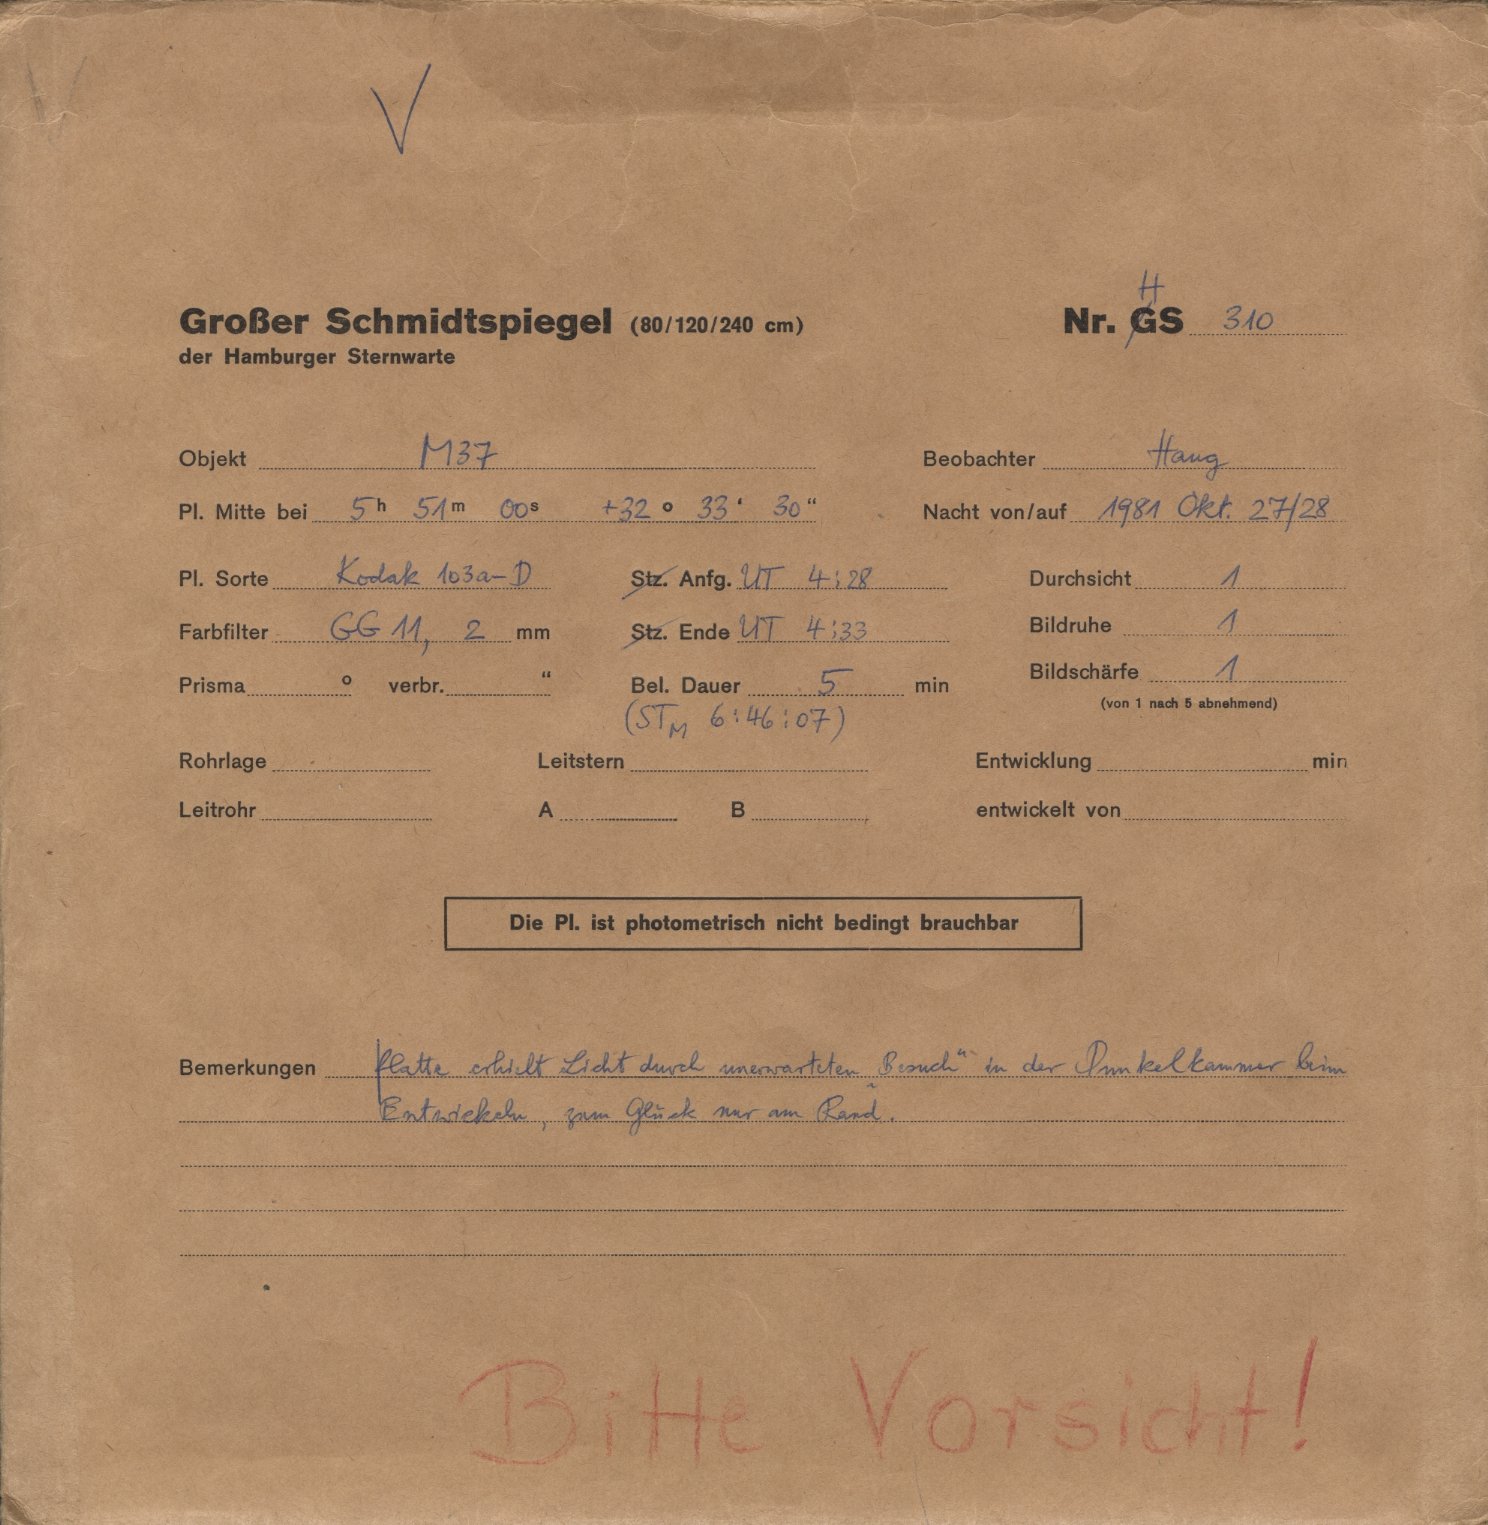 V
V
H
Großer Schmidtspiegel (80/120/240 cm) Nr. GS 310
der Hamburger Sternwarte
Objekt M37 Beobachter Haug
Pl. Mitte bei 5h 51m 00s +32° 33' 30“ Nacht von/auf 1981 Okt. 27/28
Pl. Sorte Kodak 103a-D Stz. Anfg. UT 4:28 Durchsicht 1
Farbfilter GG 11, 2 mm Stz. Ende UT 4:33 Bildruhe 1
Prisma ° verbr. “ Bel. Dauer 5 min Bildschärfe 1
(von 1 nach 5 abnehmend)
(STM 6:46:07)
Rohrlage Leitstern Entwicklung min
Leitrohr A B entwickelt von
Die Pl. ist photometrisch nicht bedingt brauchbar
Bemerkungen Platte erhielt Licht durch unerwarteten „Besuch“ in der Dunkelkammer beim
Entwickeln, zum Glück nur am Rand.
Bitte Vorsicht!